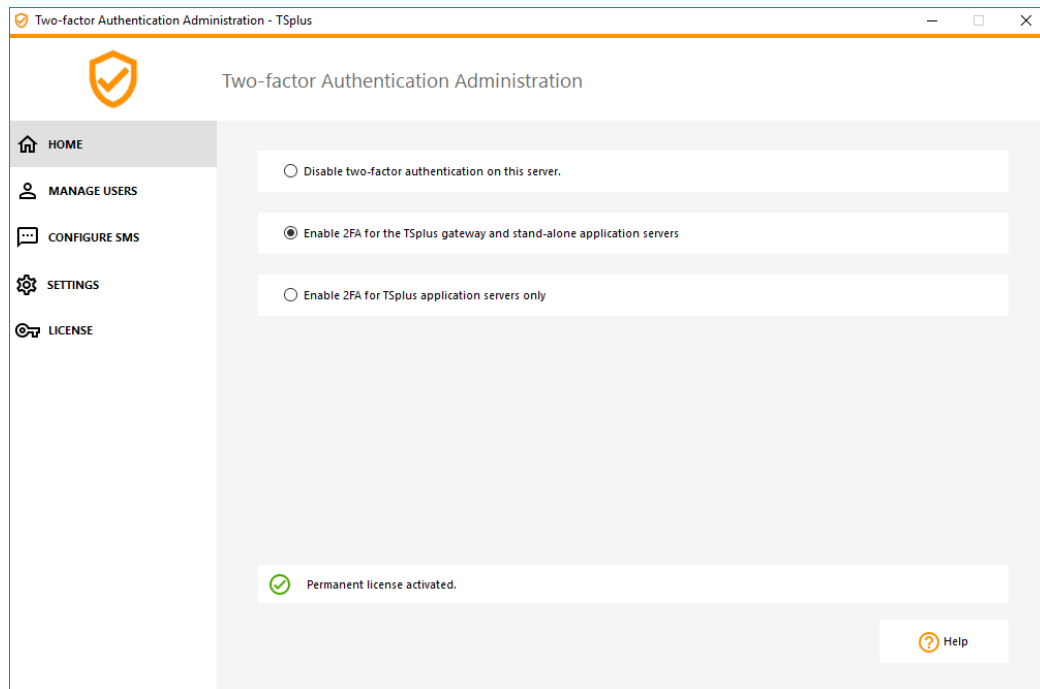 Two-factor Authentication Administration - TSplus
Two-factor Authentication Administration
HOME
MANAGE USERS
CONFIGURE SMS
SETTINGS
LICENSE
Disable two-factor authentication on this server.
Enable 2FA for the TSplus gateway and stand-alone application servers
Enable 2FA for TSplus application servers only
Permanent license activated.
Help